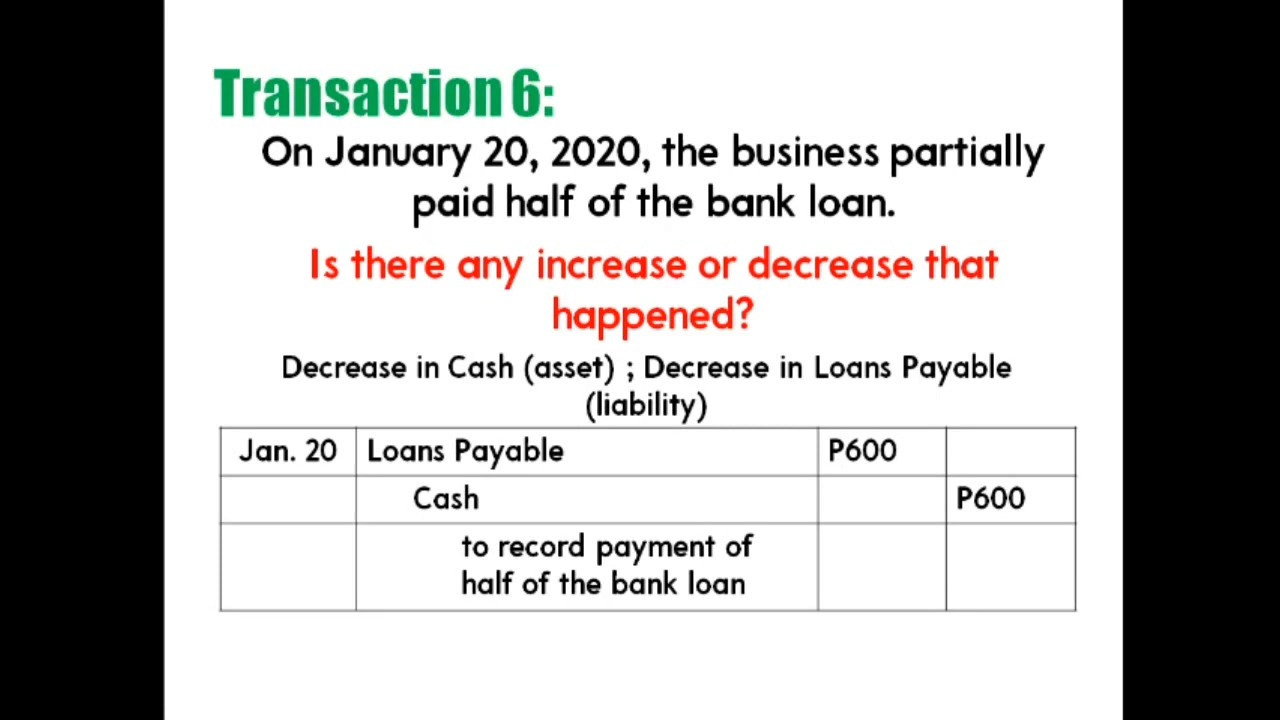 Transaction 6:
On January 20, 2020, the business partially
paid half of the bank loan.
Is there any increase or decrease that
happened?
Decrease in Cash (asset) ; Decrease in Loans Payable
(liability)
Jan. 20 Loans Payable P600
Cash P600
to record payment of
half of the bank loan